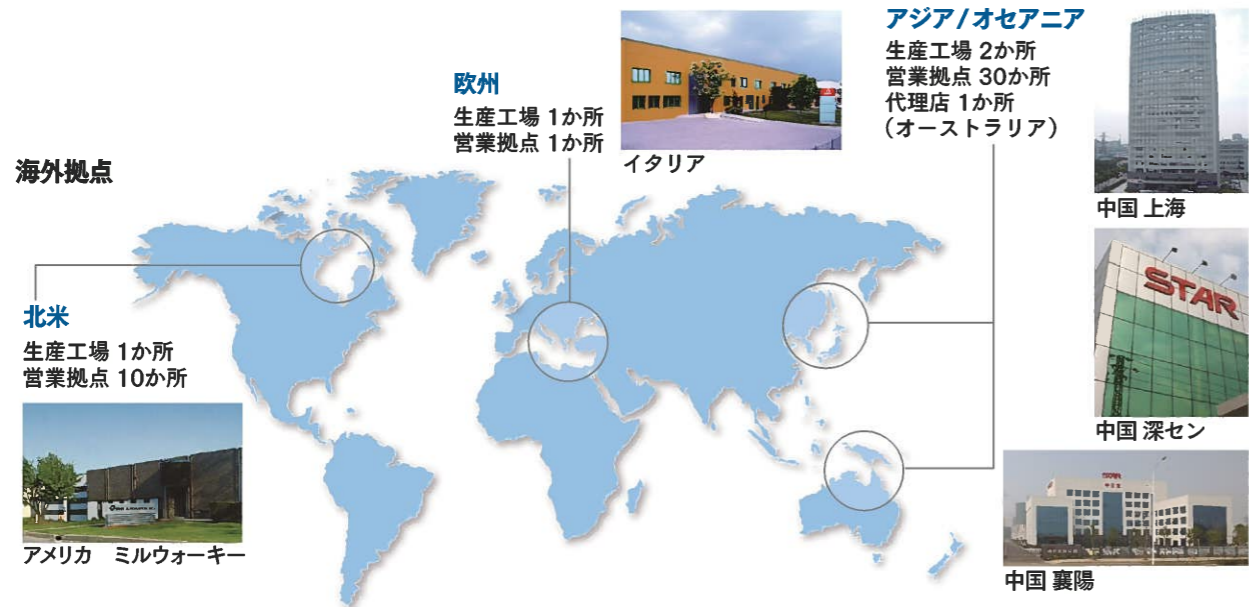 海外拠点
北米
生産工場 1か所
営業拠点 10か所
アメリカ　ミルウォーキー
欧州
生産工場 1か所
営業拠点 1か所
イタリア
アジア/オセアニア
生産工場 2か所
営業拠点 30か所
代理店 1か所
（オーストラリア）
中国 上海
STAR
中国 深セン
STAR
中国 襄陽